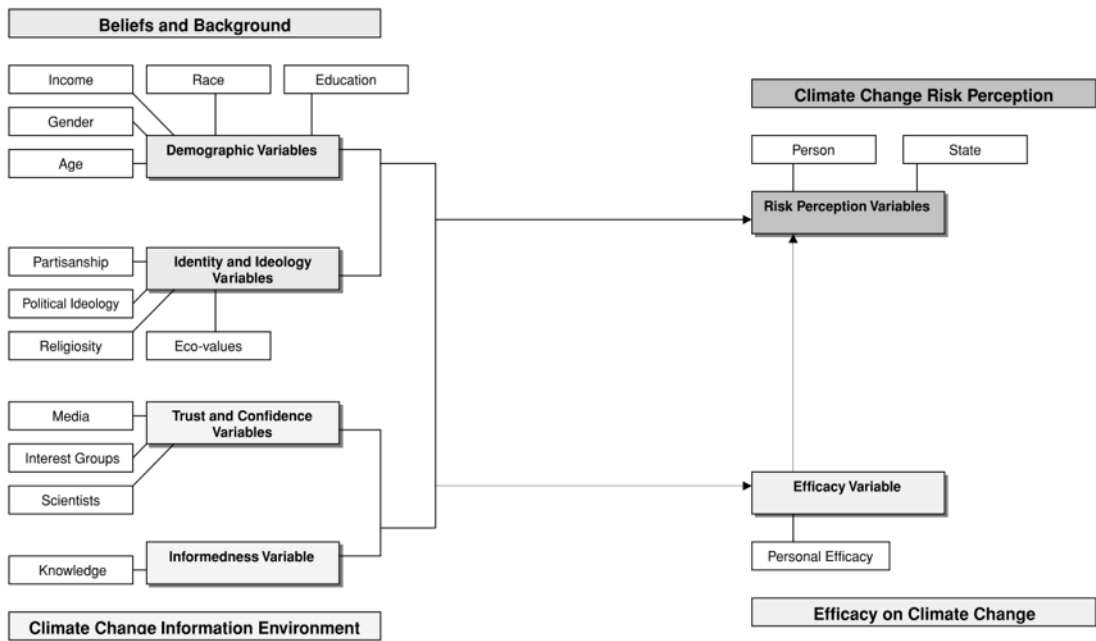 Beliefs and Background
Income
Race
Education
Gender
Age
Demographic Variables
Partisanship
Political Ideology
Religiosity
Identity and Ideology
Variables
Eco-values
Media
Interest Groups
Scientists
Trust and Confidence
Variables
Knowledge
Informedness Variable
Climate Change Information Environment
Climate Change Risk Perception
Person
State
Risk Perception Variables
Efficacy Variable
Personal Efficacy
Efficacy on Climate Change